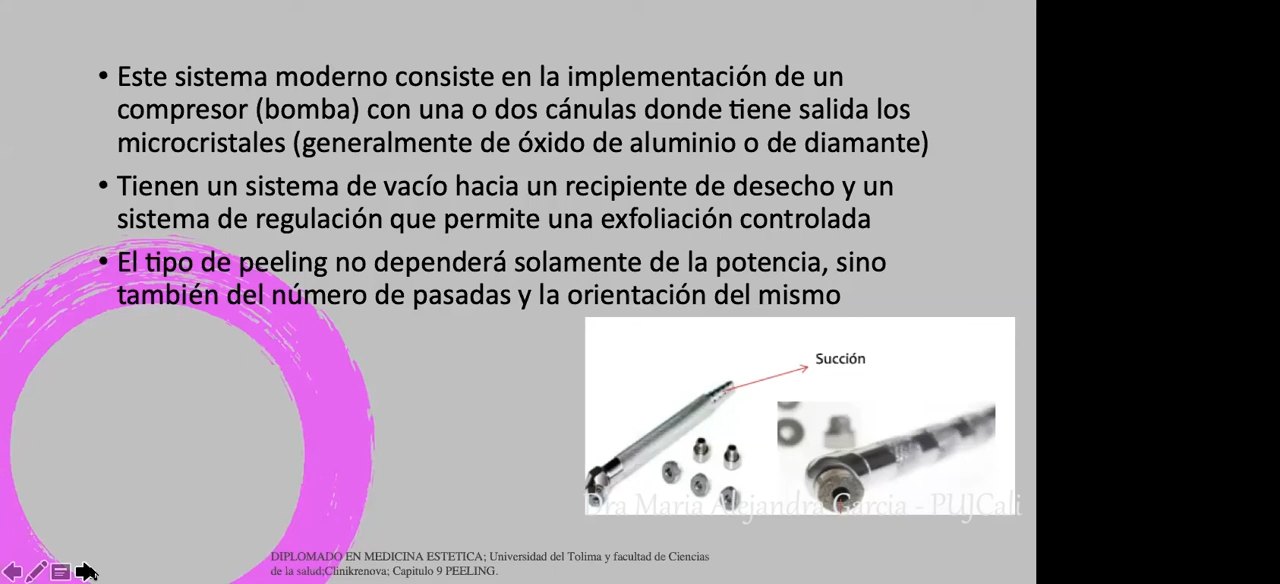 • Este sistema moderno consiste en la implementación de un
compresor (bomba) con una o dos cánulas donde tiene salida los
microcristales (generalmente de óxido de aluminio o de diamante)
• Tienen un sistema de vacío hacia un recipiente de desecho y un
sistema de regulación que permite una exfoliación controlada
• El tipo de peeling no dependerá solamente de la potencia, sino
también del número de pasadas y la orientación del mismo
Succión
Dra Maria Alejandra Garcia - PUJCali
DIPLOMADO EN MEDICINA ESTETICA; Universidad del Tolima y facultad de Ciencias
de la salud;Clinikrenova; Capitulo 9 PEELING.